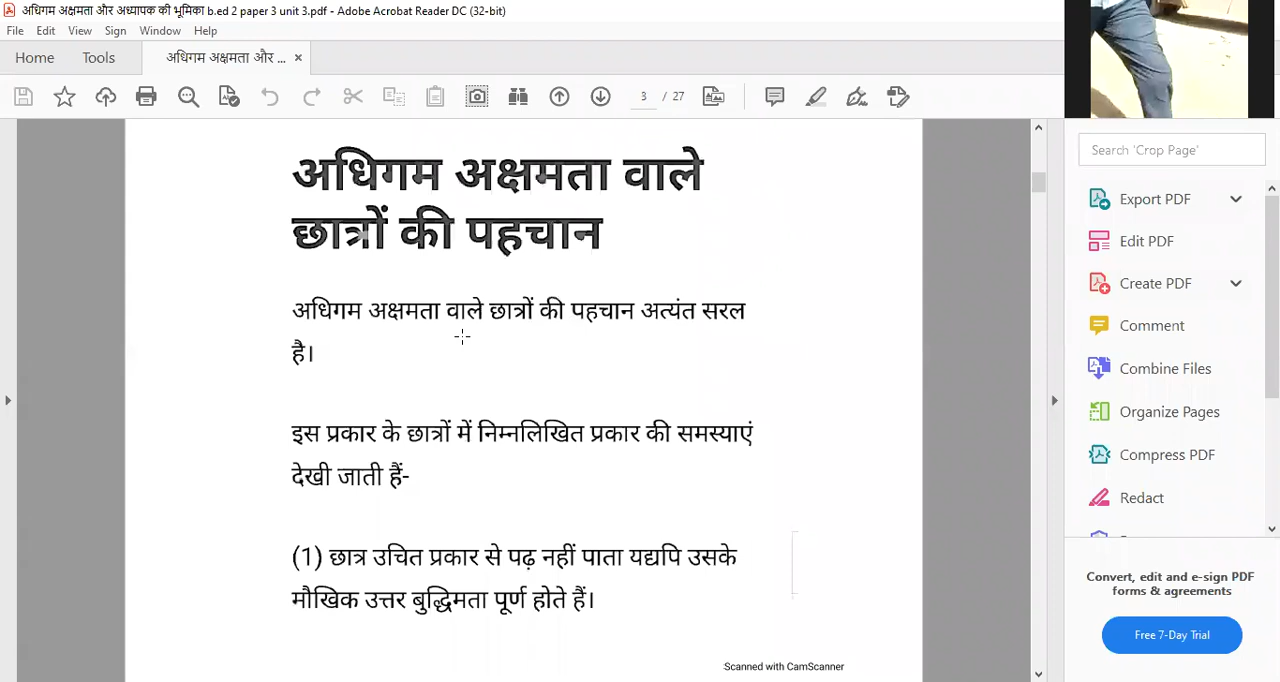 अधिगम अक्षमता और अध्यापक की भूमिका b.ed 2 paper 3 unit 3.pdf - Adobe Acrobat Reader DC (32-bit)
File Edit View Sign Window Help
Home Tools अधिगम अक्षमता और ... ×
3 / 27
Search 'Crop Page'
Export PDF
Edit PDF
Create PDF
Comment
Combine Files
Organize Pages
Compress PDF
Redact
Convert, edit and e-sign PDF
forms & agreements
Free 7-Day Trial
अधिगम अक्षमता वाले
छात्रों की पहचान
अधिगम अक्षमता वाले छात्रों की पहचान अत्यंत सरल
है।
इस प्रकार के छात्रों में निम्नलिखित प्रकार की समस्याएं
देखी जाती हैं-
(1) छात्र उचित प्रकार से पढ़ नहीं पाता यद्यपि उसके
मौखिक उत्तर बुद्धिमता पूर्ण होते हैं।
Scanned with CamScanner